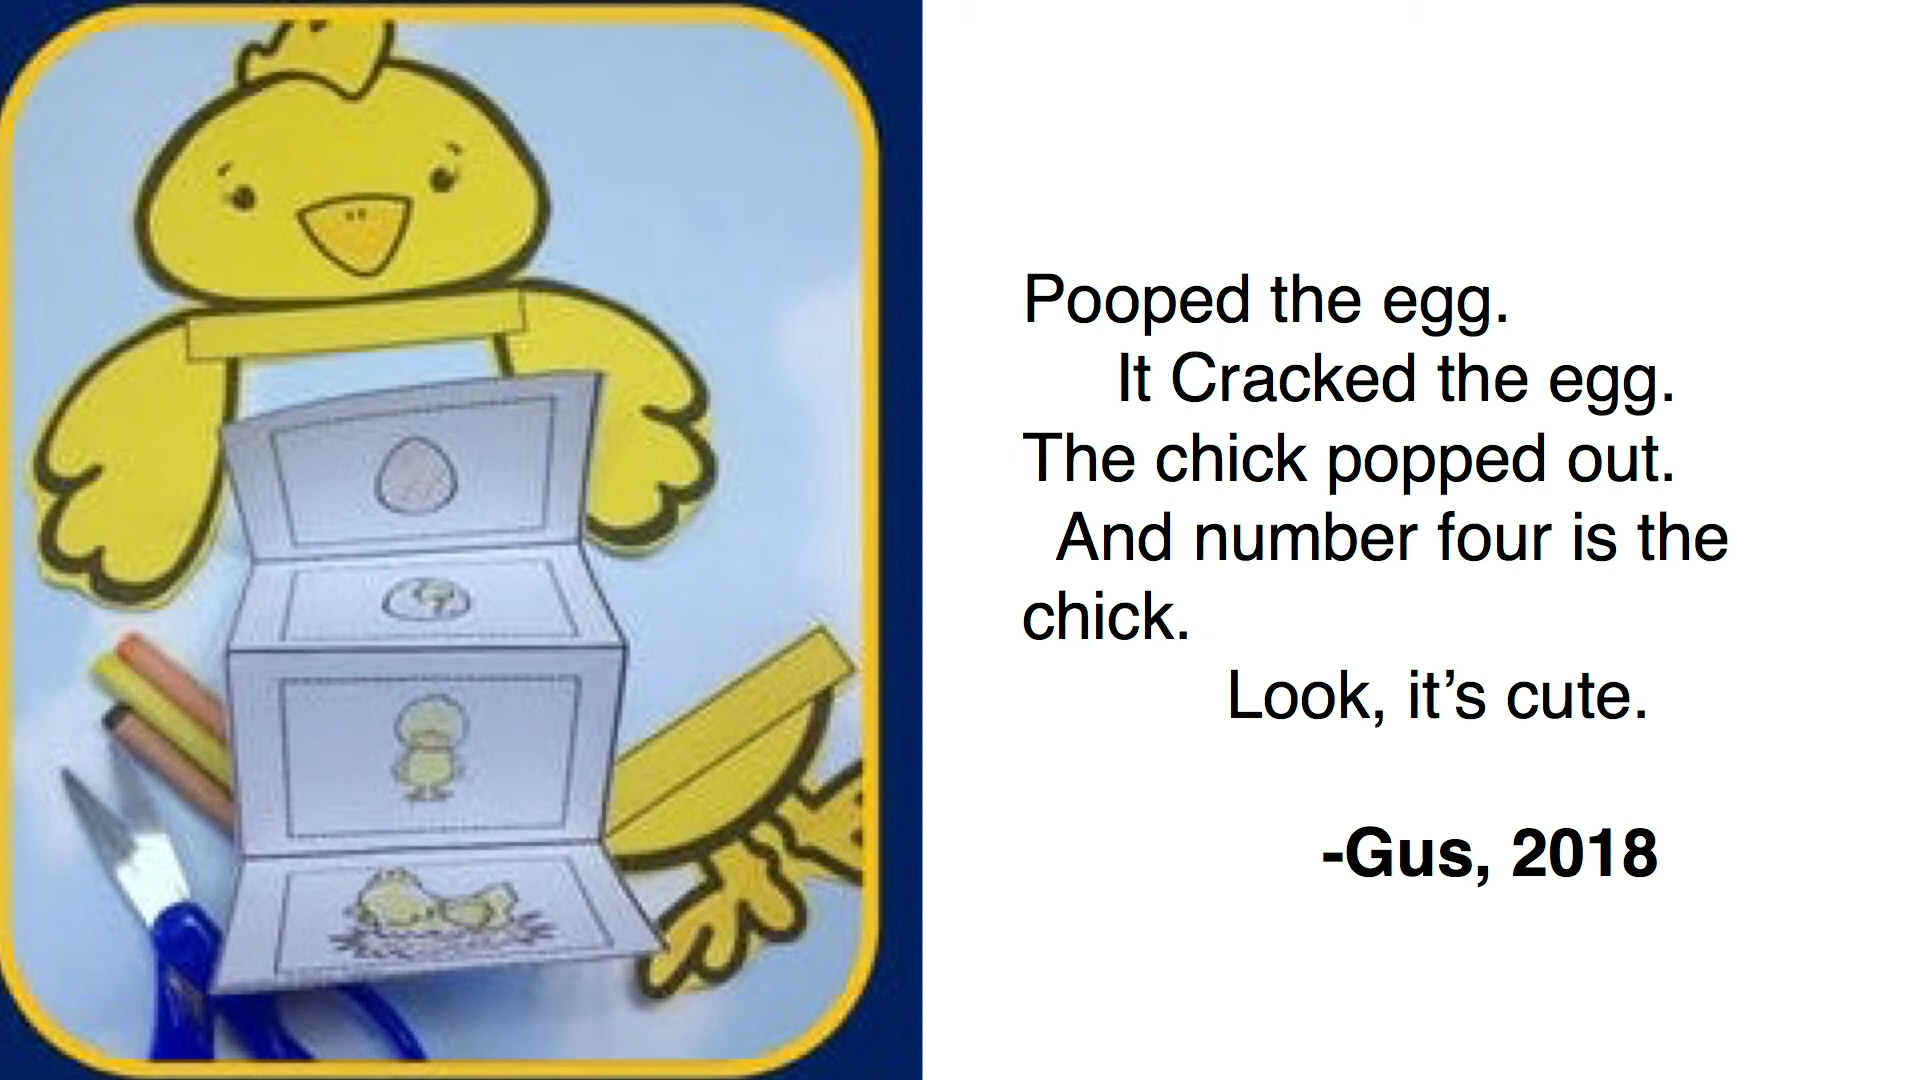 Pooped the egg.
It Cracked the egg.
The chick popped out.
And number four is the
chick.
Look, it’s cute.
-Gus, 2018